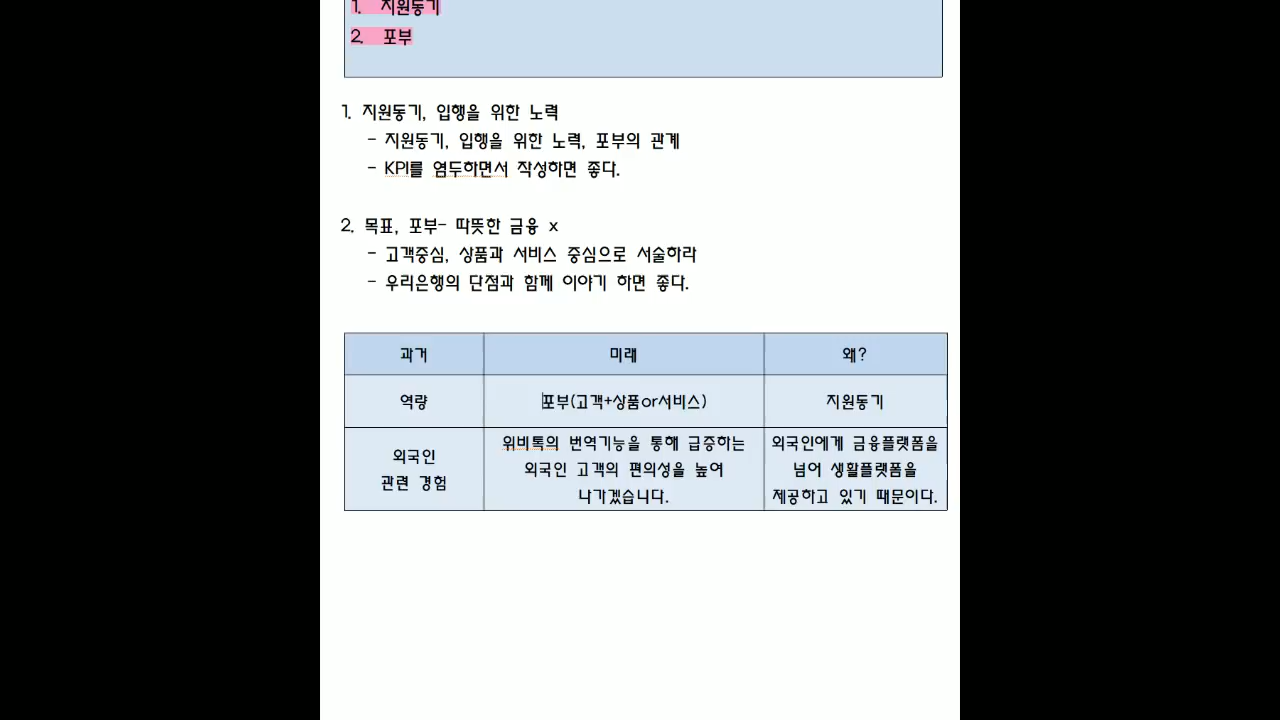 1. 지원동기
2. 포부
1. 지원동기, 입행을 위한 노력
- 지원동기, 입행을 위한 노력, 포부의 관계
- KPI를 염두하면서 작성하면 좋다.
2. 목표, 포부- 따뜻한 금융 x
- 고객중심, 상품과 서비스 중심으로 서술하라
- 우리은행의 단점과 함께 이야기 하면 좋다.
과거 미래 왜?
역량 포부(고객+상품or서비스) 지원동기
외국인
관련 경험
위비톡의 번역기능을 통해 급증하는
외국인 고객의 편의성을 높여
나가겠습니다.
외국인에게 금융플랫폼을
넘어 생활플랫폼을
제공하고 있기 때문이다.